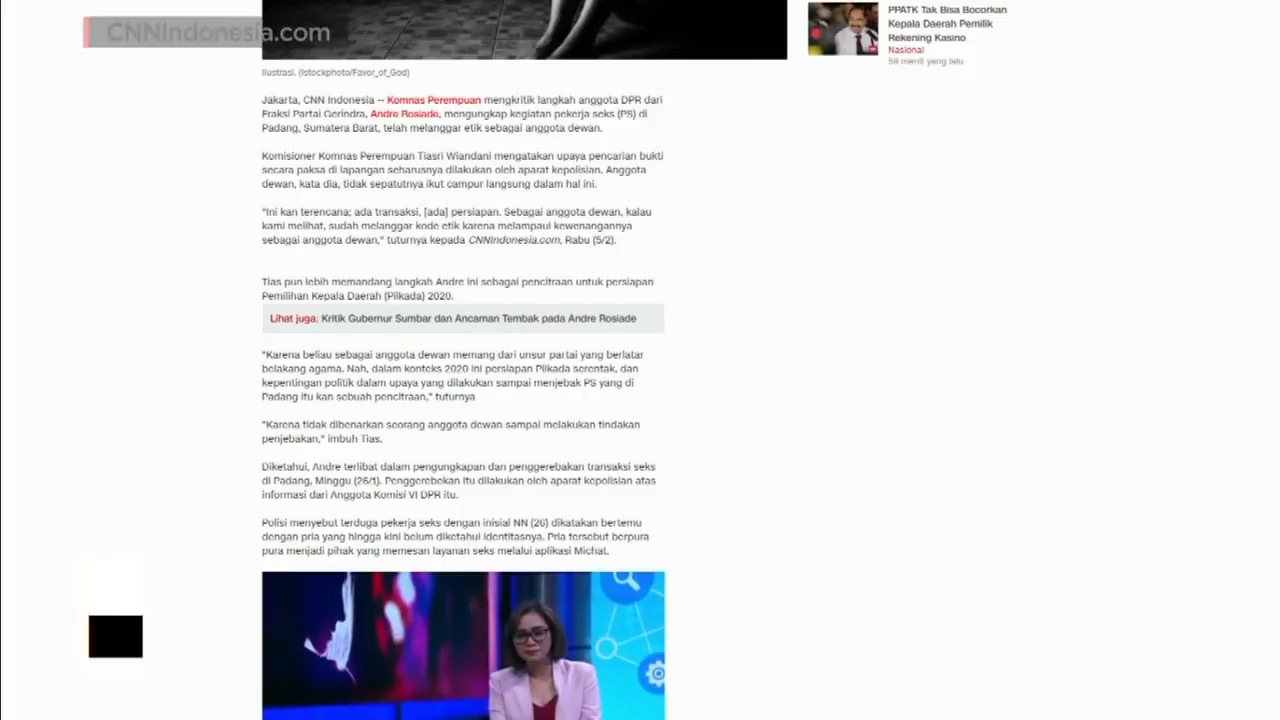 CNNIndonesia.com
PPATK Tak Bisa Bocorkan
Kepala Daerah Pemilik
Rekening Kasino
Nasional
59 menit yang lalu
Ilustrasi. (Istockphoto/Favor_of_God)
Jakarta, CNN Indonesia -- Komnas Perempuan mengkritik langkah anggota DPR dari
Fraksi Partai Gerindra, Andre Rosiade, mengungkap kegiatan pekerja seks (PS) di
Padang, Sumatera Barat, telah melanggar etik sebagai anggota dewan.
Komisioner Komnas Perempuan Tiasri Wiandani mengatakan upaya pencarian bukti
secara paksa di lapangan seharusnya dilakukan oleh aparat kepolisian. Anggota
dewan, kata dia, tidak sepatutnya ikut campur langsung dalam hal ini.
"Ini kan terencana; ada transaksi, [ada] persiapan. Sebagai anggota dewan, kalau
kami melihat, sudah melanggar kode etik karena melampaui kewenangannya
sebagai anggota dewan," tuturnya kepada CNNIndonesia.com, Rabu (5/2).
Tias pun lebih memandang langkah Andre ini sebagai pencitraan untuk persiapan
Pemilihan Kepala Daerah (Pilkada) 2020.
Lihat juga: Kritik Gubernur Sumbar dan Ancaman Tembak pada Andre Rosiade
"Karena beliau sebagai anggota dewan memang dari unsur partai yang berlatar
belakang agama. Nah, dalam konteks 2020 ini persiapan Pilkada serentak, dan
kepentingan politik dalam upaya yang dilakukan sampai menjebak PS yang di
Padang itu kan sebuah pencitraan," tuturnya
"Karena tidak dibenarkan seorang anggota dewan sampai melakukan tindakan
penjebakan," imbuh Tias.
Diketahui, Andre terlibat dalam pengungkapan dan penggerebakan transaksi seks
di Padang, Minggu (26/1). Penggerebekan itu dilakukan oleh aparat kepolisian atas
informasi dari Anggota Komisi VI DPR itu.
Polisi menyebut terduga pekerja seks dengan inisial NN (26) dikatakan bertemu
dengan pria yang hingga kini belum diketahui identitasnya. Pria tersebut berpura
pura menjadi pihak yang memesan layanan seks melalui aplikasi Michat.